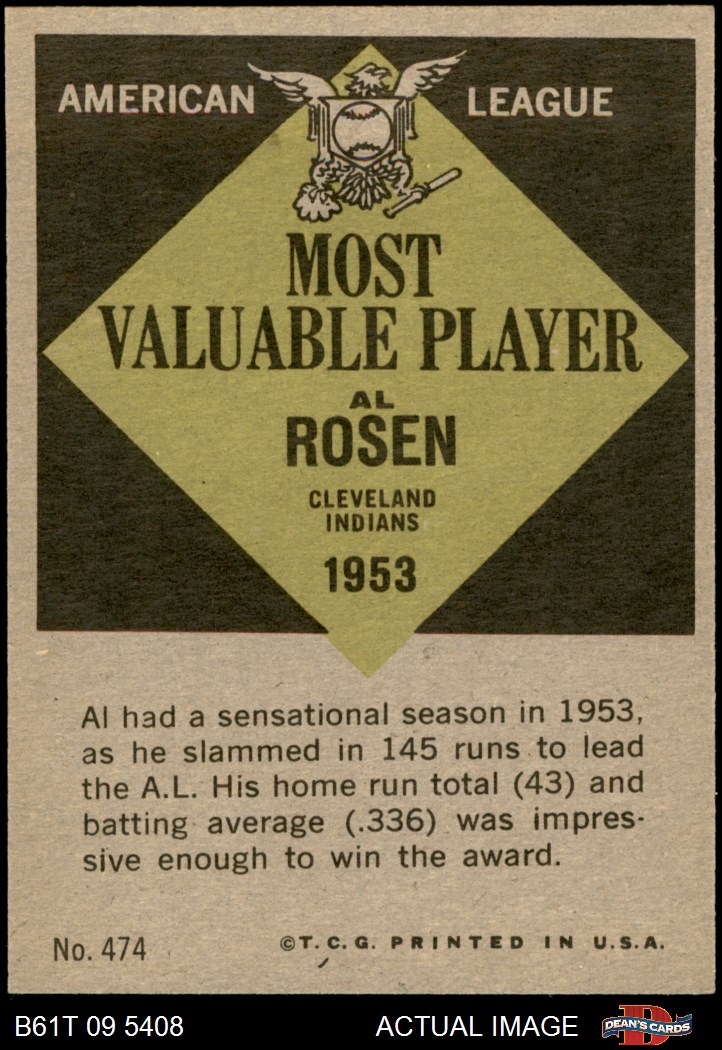 AMERICAN LEAGUE
MOST
VALUABLE PLAYER
AL
ROSEN
CLEVELAND
INDIANS
1953
Al had a sensational season in 1953,
as he slammed in 145 runs to lead
the A.L. His home run total (43) and
batting average (.336) was impres-
sive enough to win the award.
No. 474 ©T.C.G. PRINTED IN U.S.A.
B61T 09 5408 ACTUAL IMAGE DEAN'S CARDS